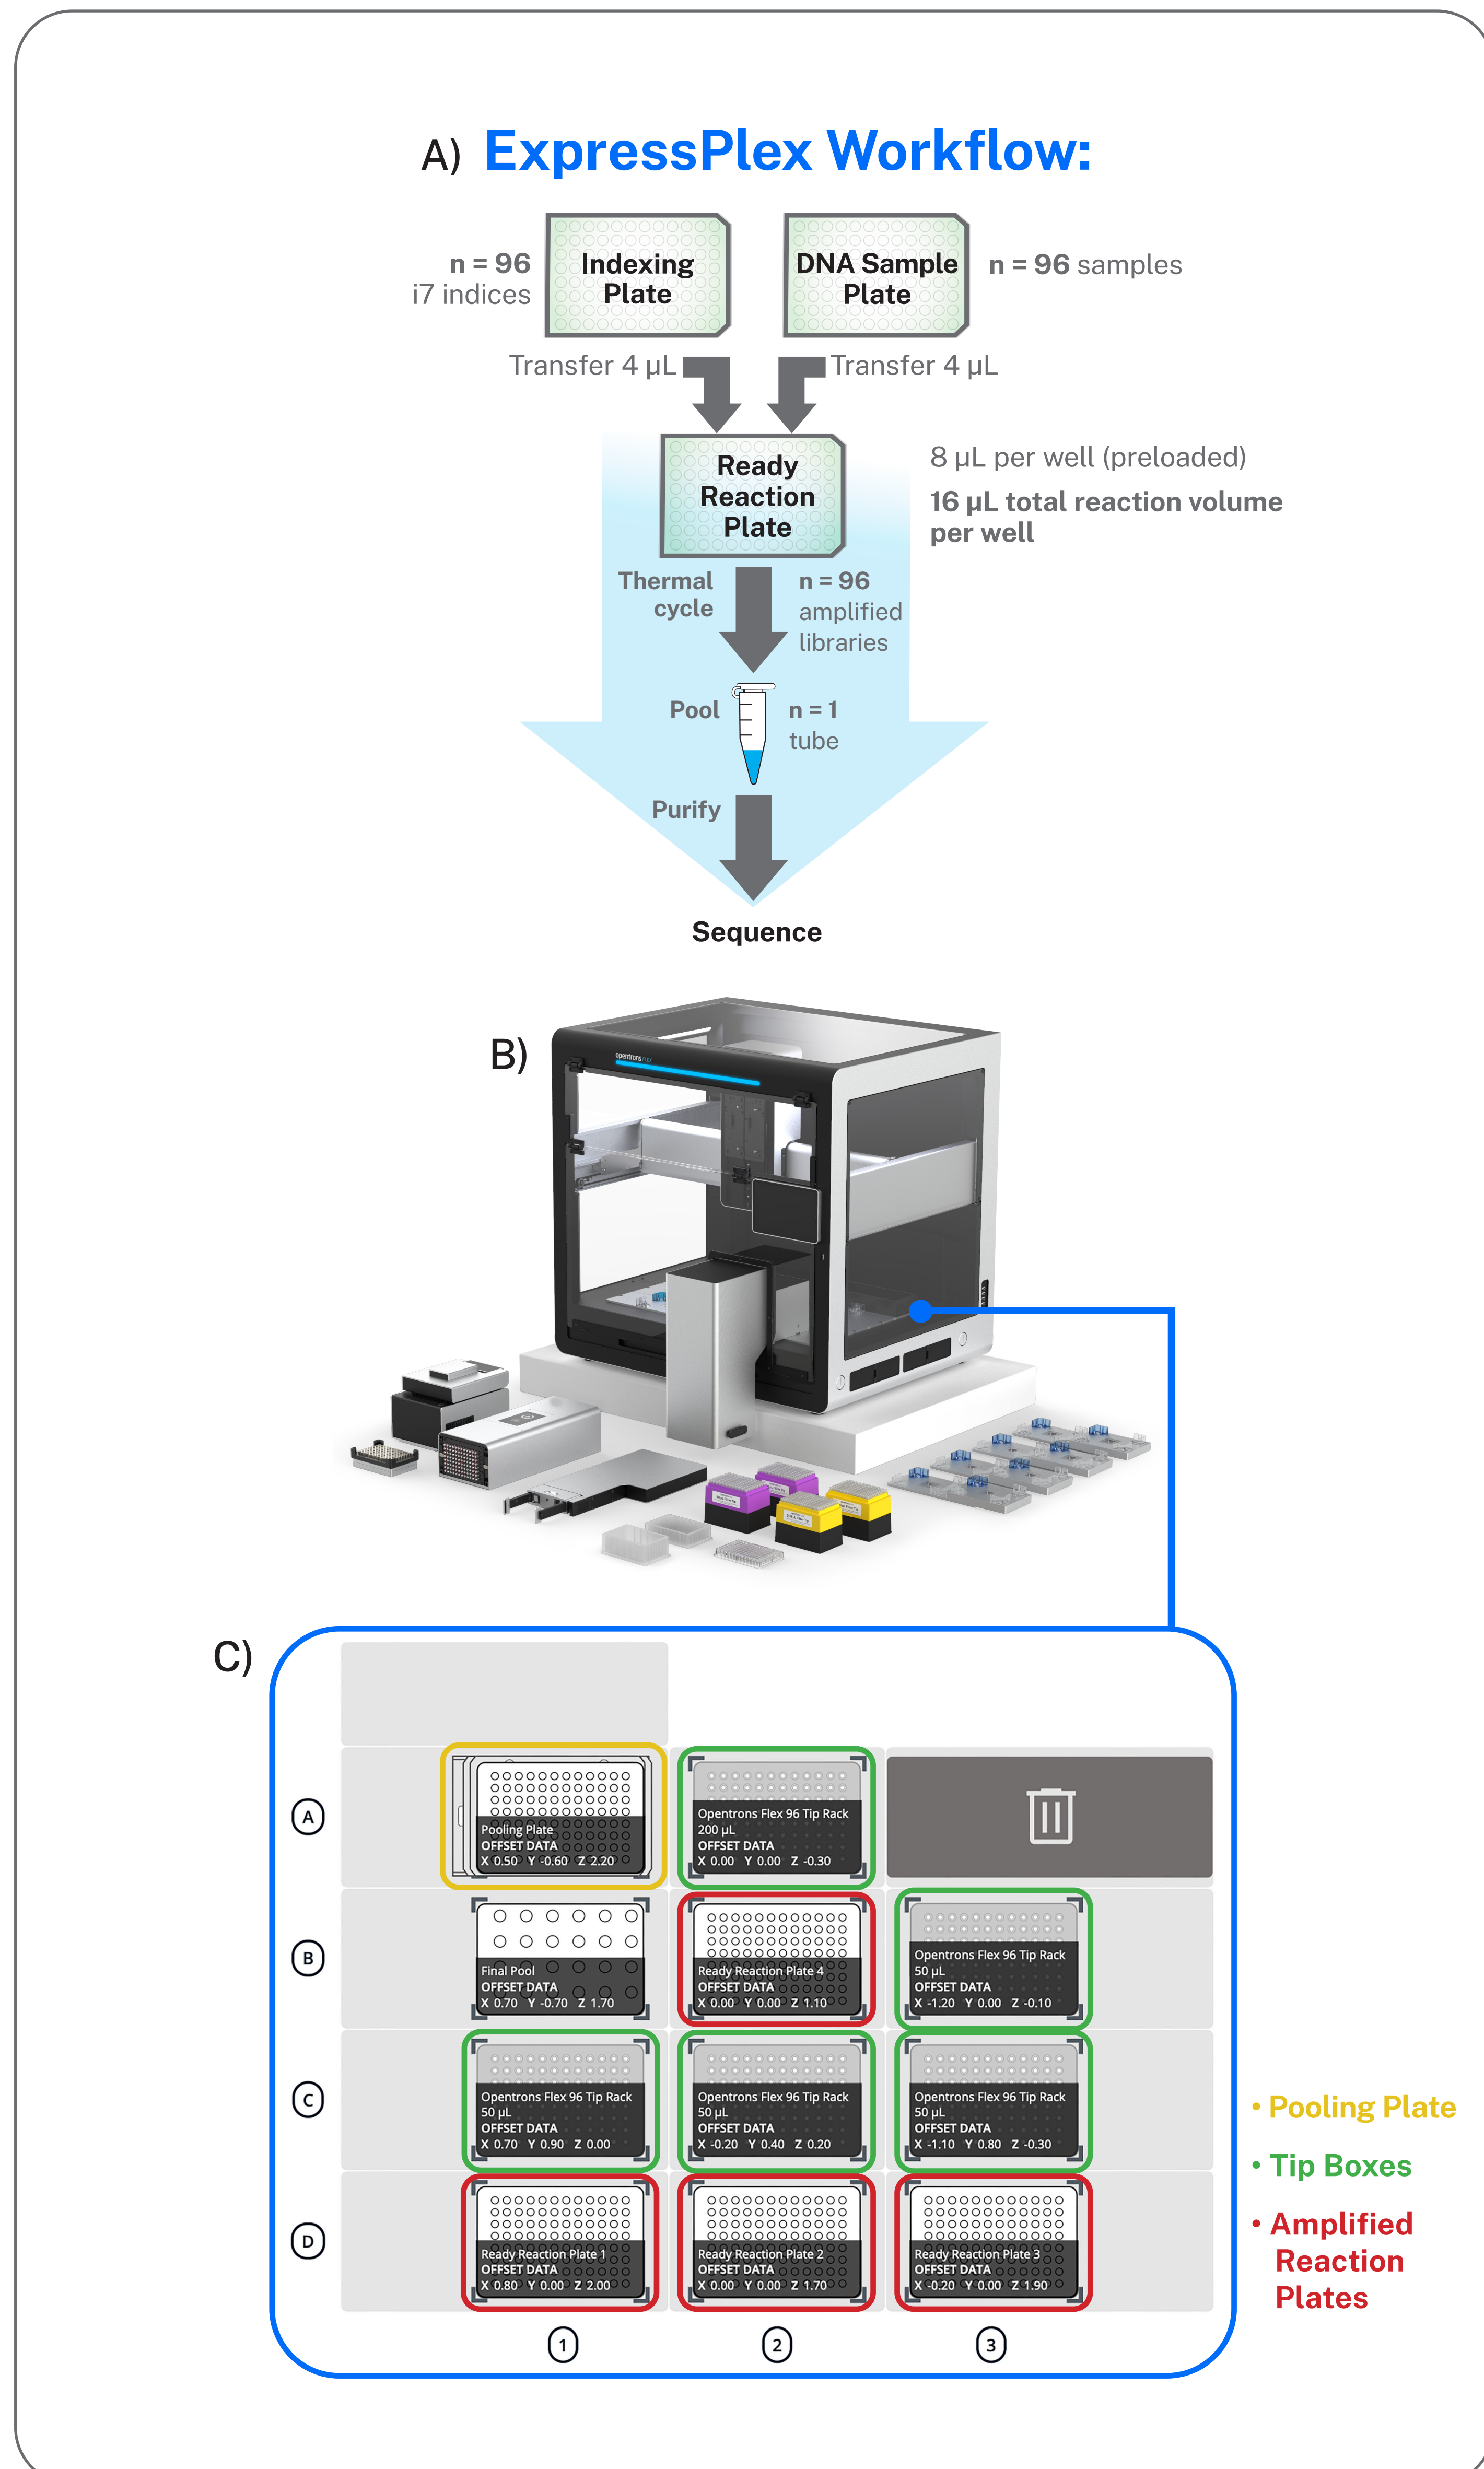 A) ExpressPlex Workflow:
n = 96
i7 indices
Indexing
Plate
DNA Sample
Plate
n = 96 samples
Transfer 4 µL
Transfer 4 µL
Ready
Reaction
Plate
8 µL per well (preloaded)
16 µL total reaction volume
per well
Thermal
cycle
n = 96
amplified
libraries
Pool
n = 1
tube
Purify
Sequence
B)
opentrons FLEX
C)
A
Pooling Plate
OFFSET DATA
X 0.50 Y -0.60 Z 2.20
Opentrons Flex 96 Tip Rack
200 µL
OFFSET DATA
X 0.00 Y 0.00 Z -0.30
B
Final Pool
OFFSET DATA
X 0.70 Y -0.70 Z 1.70
Ready Reaction Plate 4
OFFSET DATA
X 0.00 Y 0.00 Z 1.10
Opentrons Flex 96 Tip Rack
50 µL
OFFSET DATA
X -1.20 Y 0.00 Z -0.10
C
Opentrons Flex 96 Tip Rack
50 µL
OFFSET DATA
X 0.70 Y 0.90 Z 0.00
Opentrons Flex 96 Tip Rack
50 µL
OFFSET DATA
X -0.20 Y 0.40 Z 0.20
Opentrons Flex 96 Tip Rack
50 µL
OFFSET DATA
X -1.10 Y 0.80 Z -0.30
D
Ready Reaction Plate 1
OFFSET DATA
X 0.80 Y 0.00 Z 2.00
Ready Reaction Plate 2
OFFSET DATA
X 0.00 Y 0.00 Z 1.70
Ready Reaction Plate 3
OFFSET DATA
X -0.20 Y 0.00 Z 1.90
1
2
3
• Pooling Plate
• Tip Boxes
• Amplified
Reaction
Plates